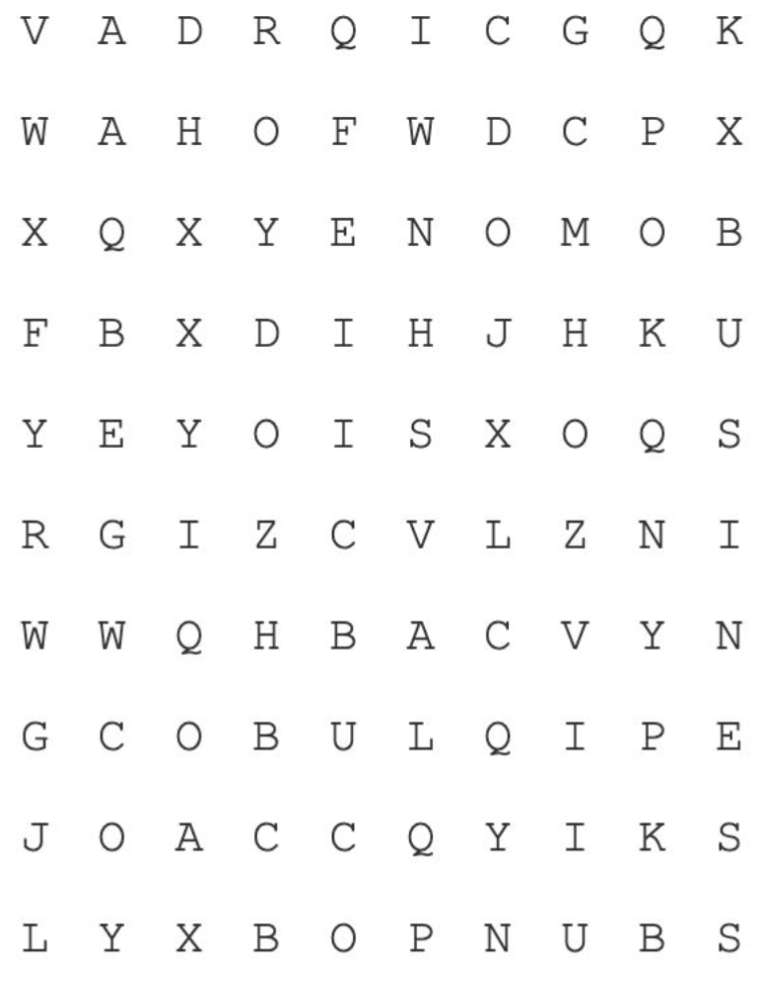 V A D R Q I C G Q K
W A H O F W D C P X
X Q X Y E N O M O B
F B X D I H J H K U
Y E Y O I S X O Q S
R G I Z C V L Z N I
W W Q H B A C V Y N
G C O B U L Q I P E
J O A C C Q Y I K S
L Y X B O P N U B S